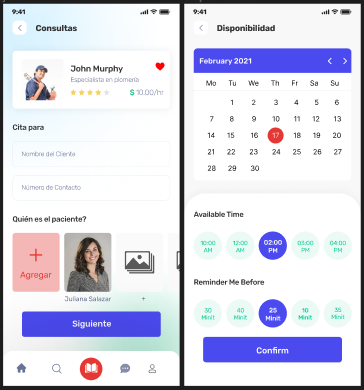 9:41
Consultas
John Murphy
Especialista en plomería
$ 10.00/hr
Cita para
Nombre del Cliente
Número de Contacto
Quién es el paciente?
Agregar
Juliana Salazar
+
Siguiente
9:41
Disponibilidad
February 2021
Mo Tu We Th Fr Sa Su
1 2 3 4 5 6
7 8 9 10 11 12 13
14 15 16 17 18 19 20
21 22 23 24 25 26 27
28 29 30
Available Time
10:00 AM
12:00 AM
02:00 PM
03:00 PM
04:00 PM
Reminder Me Before
30 Minit
40 Minit
25 Minit
10 Minit
35 Minit
Confirm